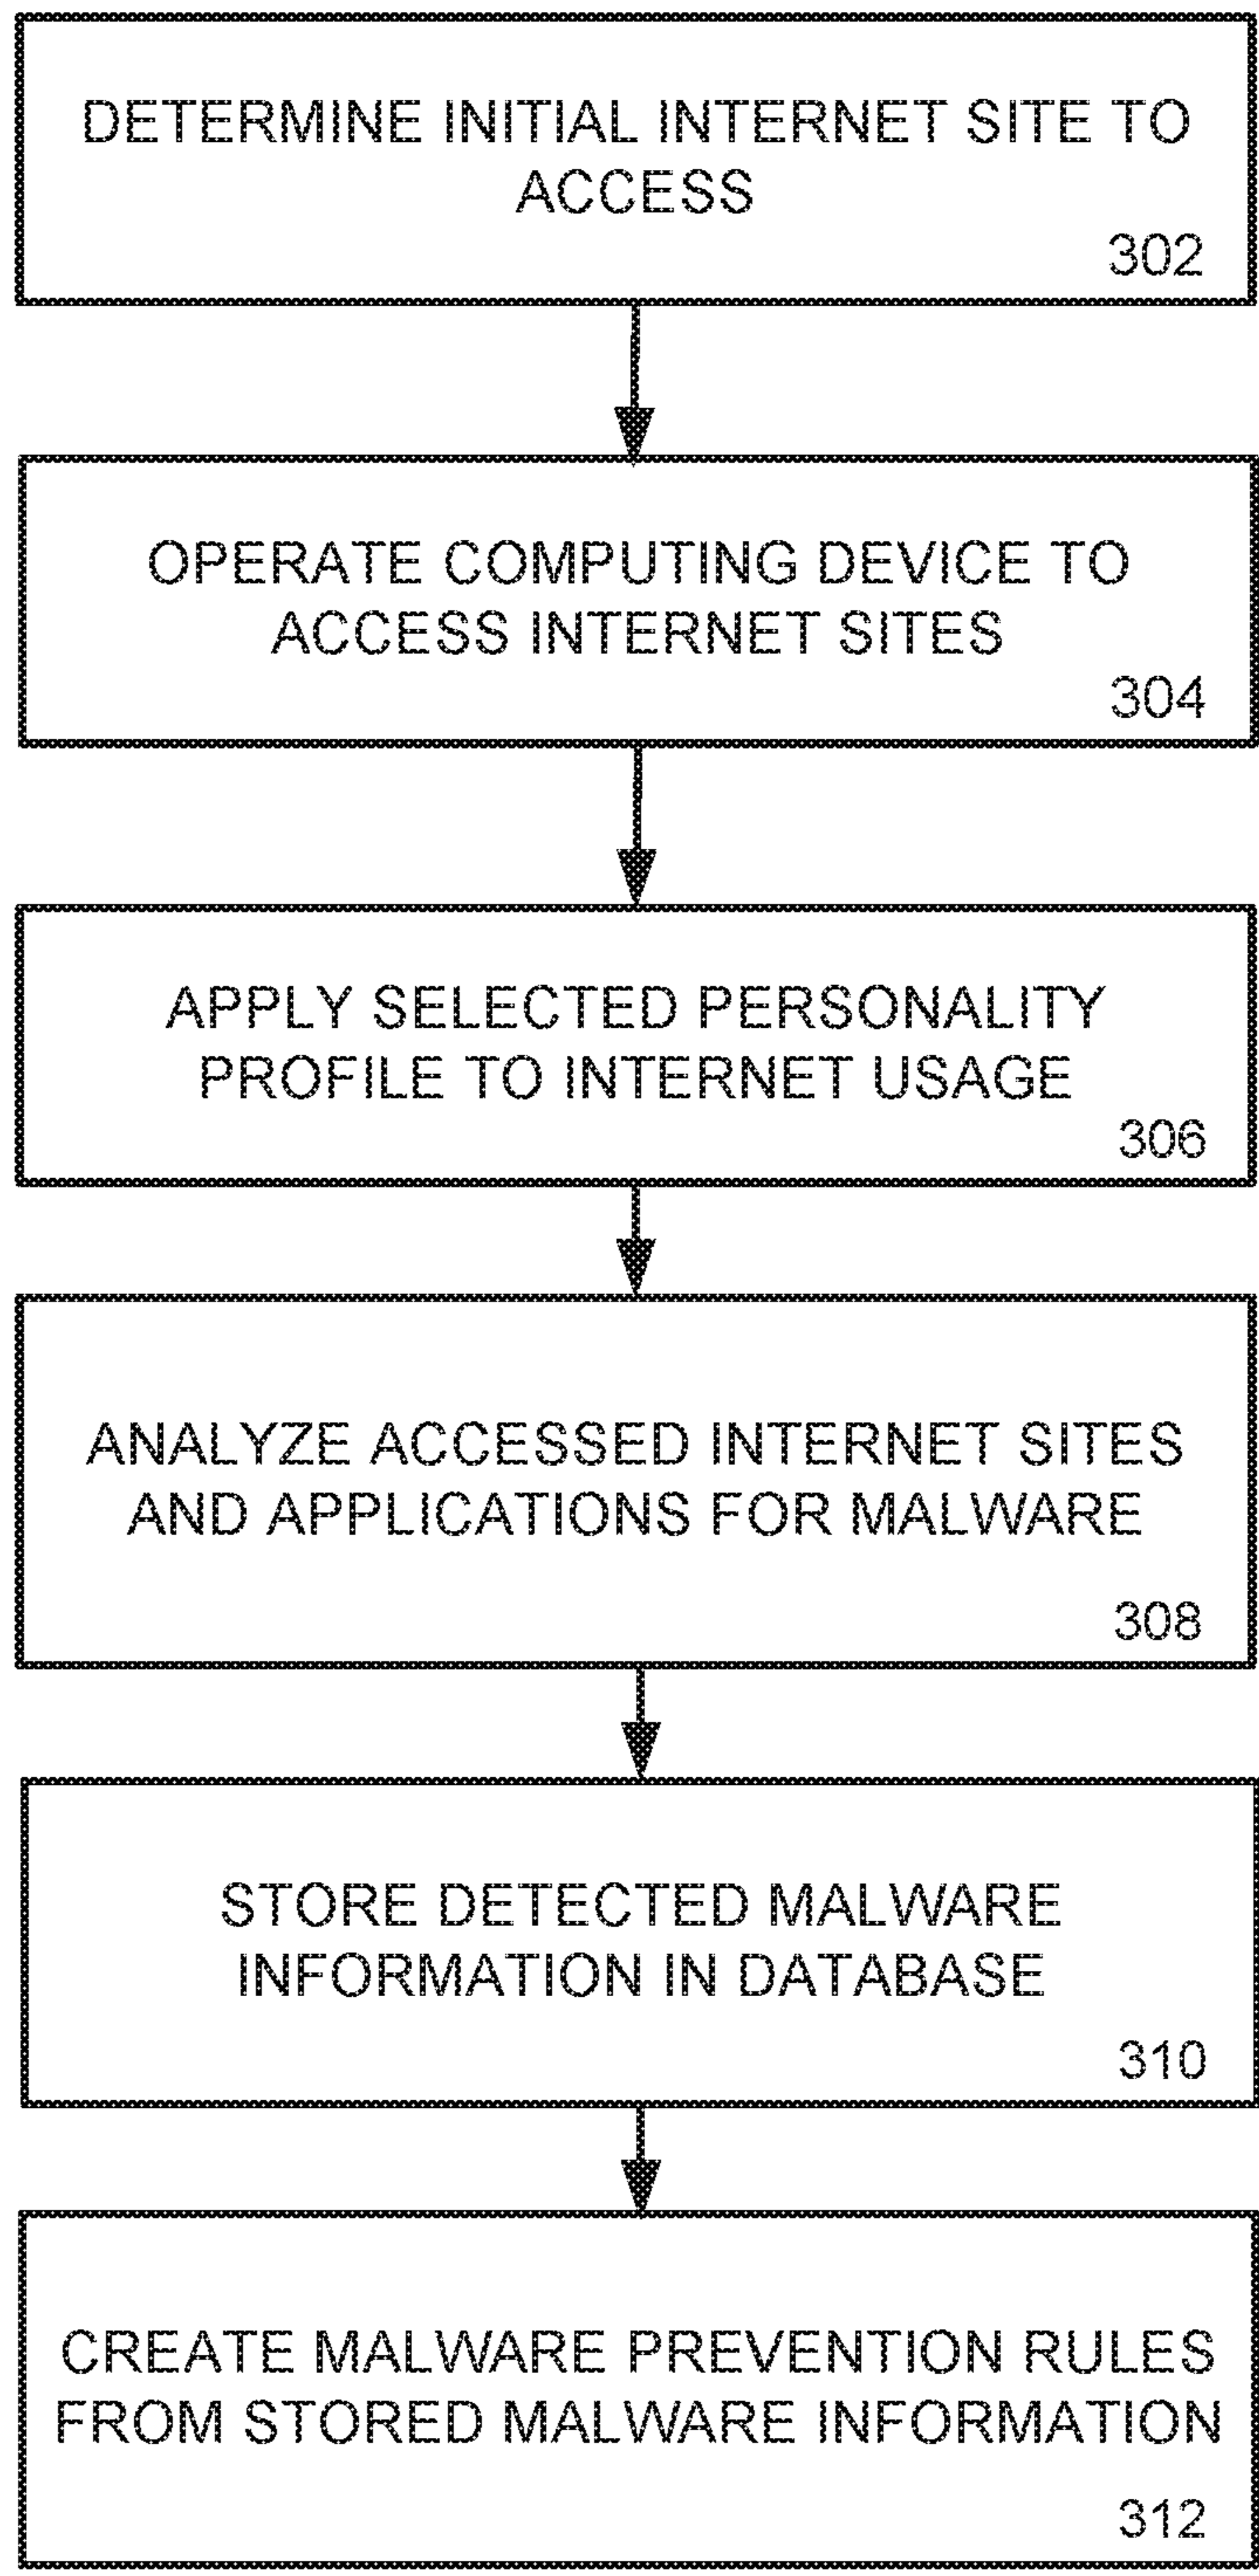 DETERMINE INITIAL INTERNET SITE TO
ACCESS
302
OPERATE COMPUTING DEVICE TO
ACCESS INTERNET SITES
304
APPLY SELECTED PERSONALITY
PROFILE TO INTERNET USAGE
306
ANALYZE ACCESSED INTERNET SITES
AND APPLICATIONS FOR MALWARE
308
STORE DETECTED MALWARE
INFORMATION IN DATABASE
310
CREATE MALWARE PREVENTION RULES
FROM STORED MALWARE INFORMATION
312